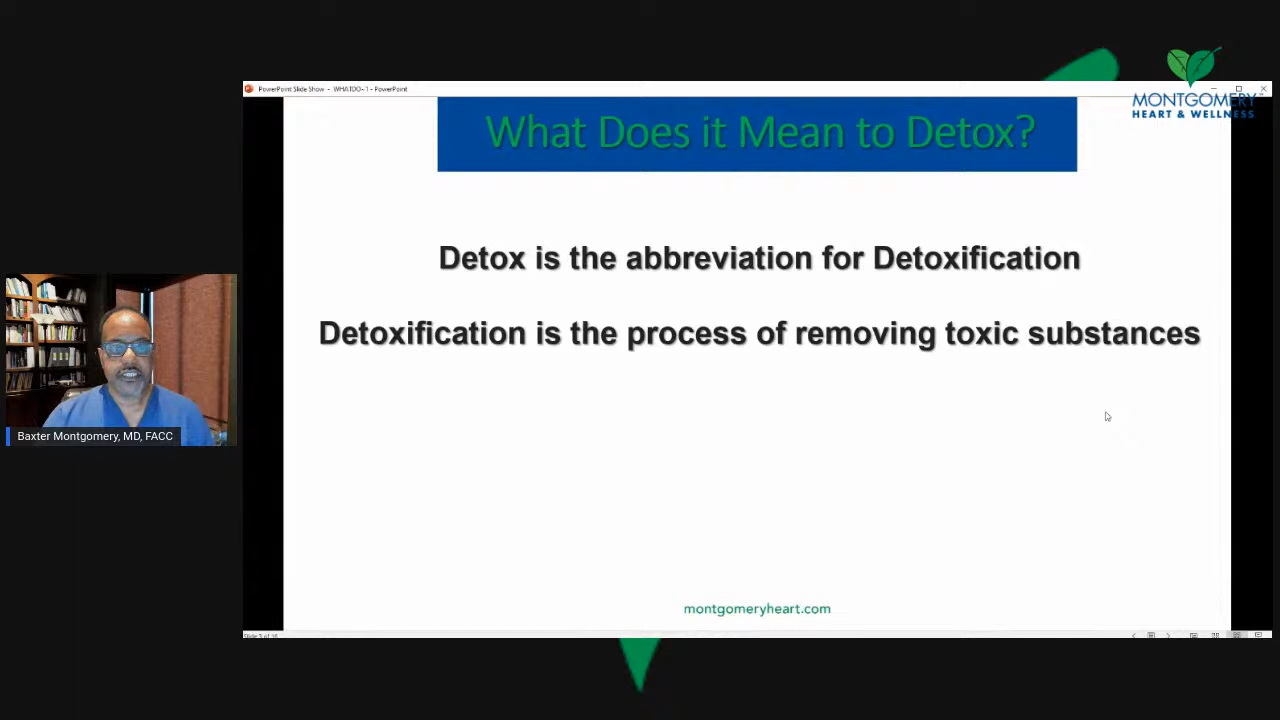 PowerPoint Slide Show - WHATDO~1 - PowerPoint
MONTGOMERY
HEART & WELLNESS
What Does it Mean to Detox?
Detox is the abbreviation for Detoxification
Detoxification is the process of removing toxic substances
Baxter Montgomery, MD, FACC
montgomeryheart.com